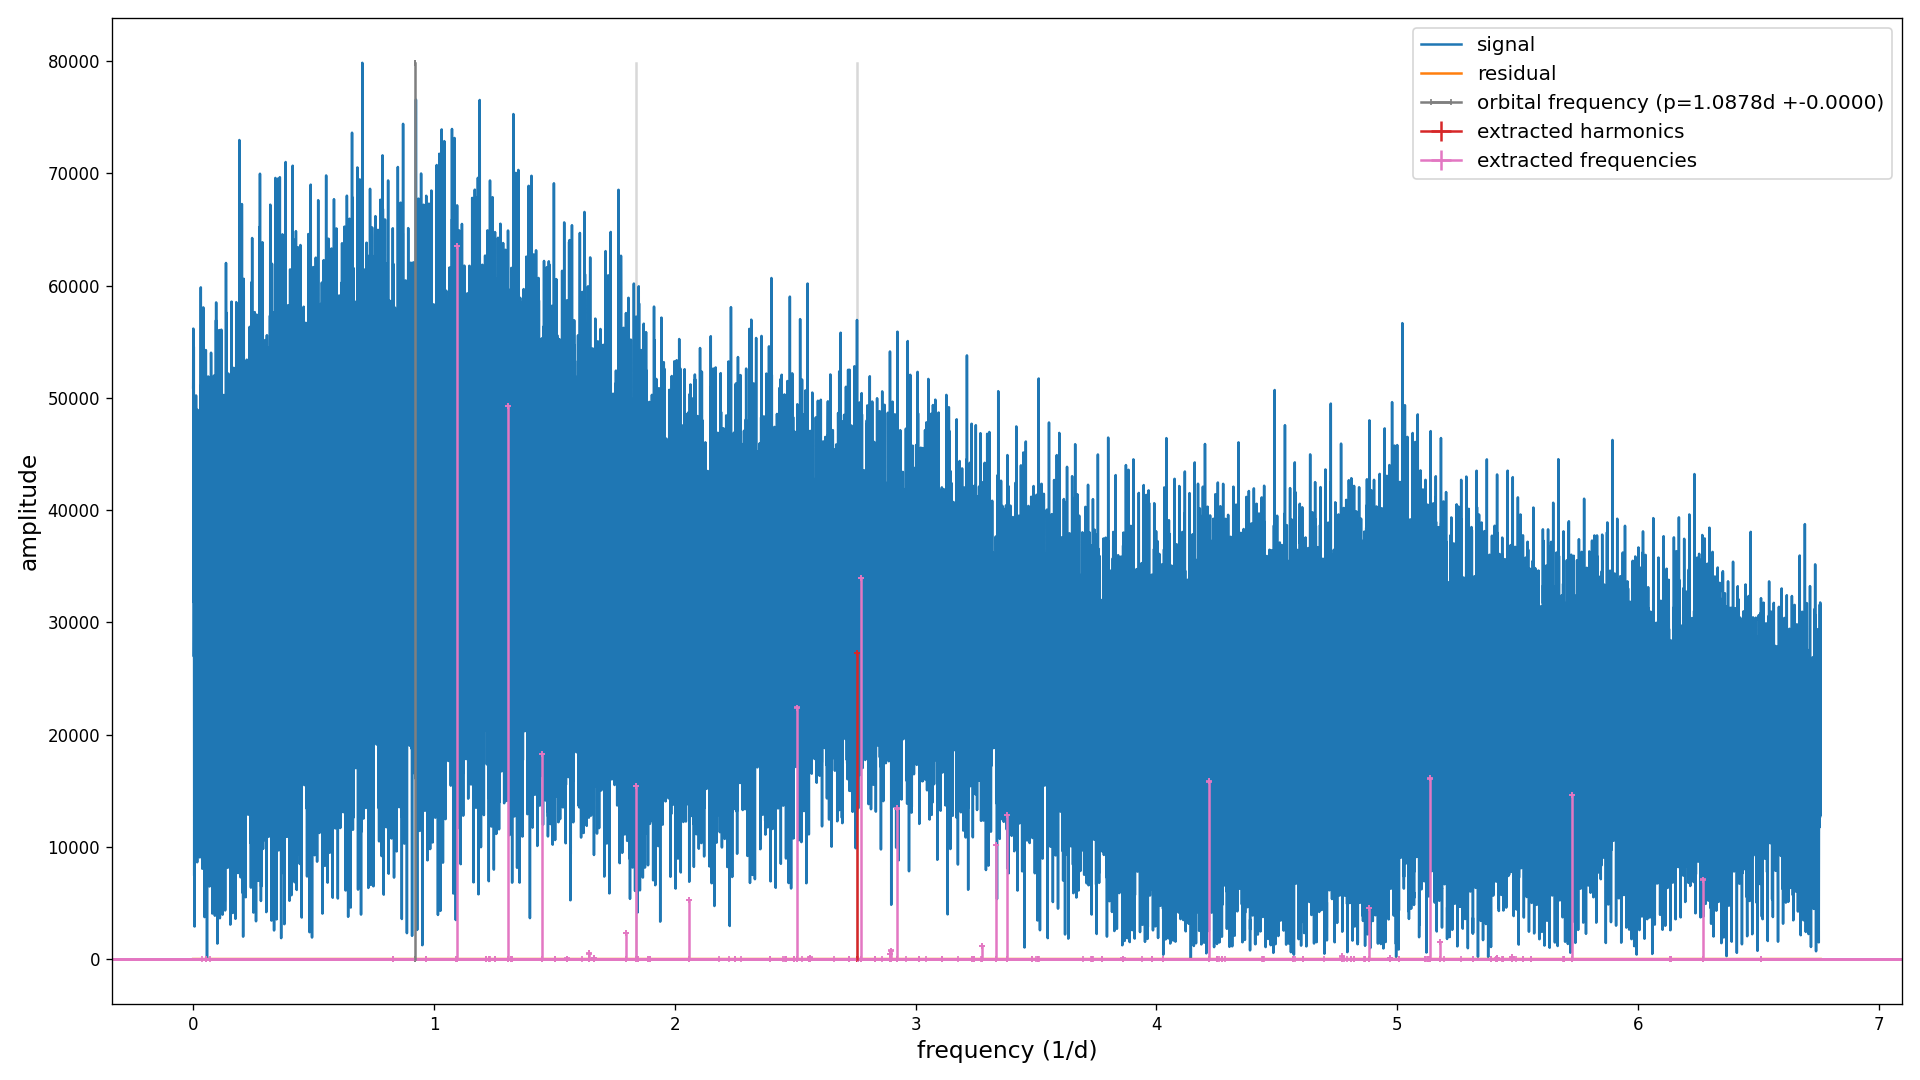 signal
residual
orbital frequency (p=1.0878d +-0.0000)
extracted harmonics
extracted frequencies
80000
70000
60000
50000
40000
30000
20000
10000
0
amplitude
0 1 2 3 4 5 6 7
frequency (1/d)